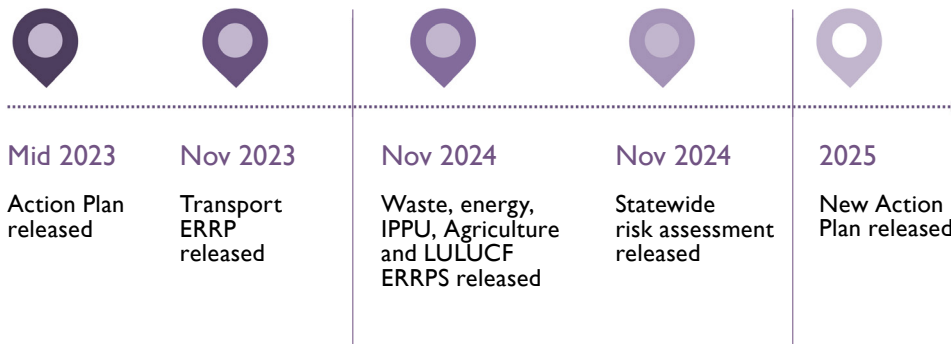 Mid 2023
Action Plan
released
Nov 2023
Transport
ERRP
released
Nov 2024
Waste, energy,
IPPU, Agriculture
and LULUCF
ERRPS released
Nov 2024
Statewide
risk assessment
released
2025
New Action
Plan released